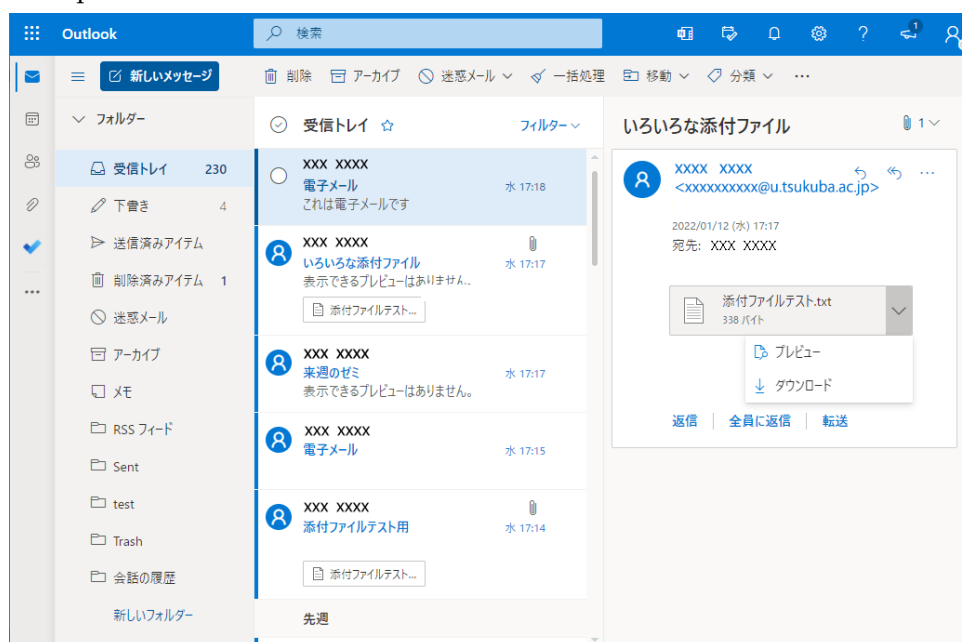 Outlook
検索
1
新しいメッセージ
削除 アーカイブ 迷惑メール 一括処理 移動 分類 ...
フォルダー
受信トレイ 230
下書き 4
送信済みアイテム
削除済みアイテム 1
迷惑メール
アーカイブ
メモ
RSS フィード
Sent
test
Trash
会話の履歴
新しいフォルダー
受信トレイ フィルター
XXX XXXX
電子メール 水 17:18
これは電子メールです
XXX XXXX
いろいろな添付ファイル 水 17:17
表示できるプレビューはありません。
添付ファイルテスト...
XXX XXXX
来週のゼミ 水 17:17
表示できるプレビューはありません。
XXX XXXX
電子メール 水 17:15
XXX XXXX
添付ファイルテスト用 水 17:14
添付ファイルテスト...
先週
いろいろな添付ファイル 1
XXXX XXXX
<xxxxxxxxxx@u.tsukuba.ac.jp>
2022/01/12 (水) 17:17
宛先: XXX XXXX
添付ファイルテスト.txt
338 バイト
プレビュー
ダウンロード
返信 全員に返信 転送